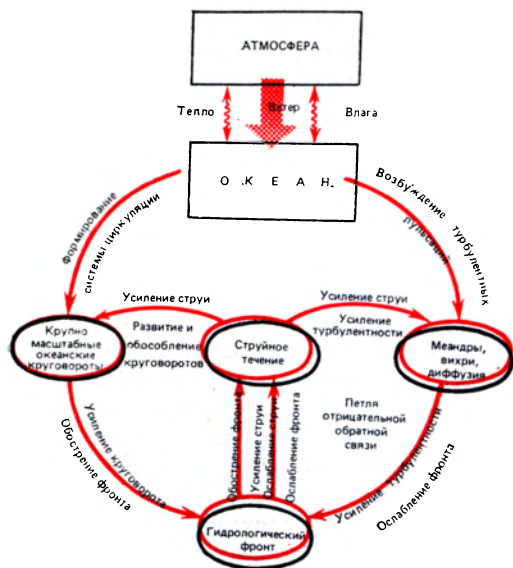 АТМОСФЕРА
Тепло
Ветер
Влага
О К Е А Н
Формирование
системы циркуляции
Возбуждение турбулентных
пульсаций
Усиление струи
Усиление струи
Усиление
турбулентности
Крупно
масштабные
океанские
круговороты
Развитие и
обособление
круговоротов
Струйное
течение
Меандры,
вихри,
диффузия
Петля
отрицательной
обратной
связи
Обострение фронта
Усиление струи
Ослабление струи
Ослабление фронта
Усиление круговорота
Обострение фронта
Усиление турбулентности
Ослабление фронта
Гидрологический
фронт